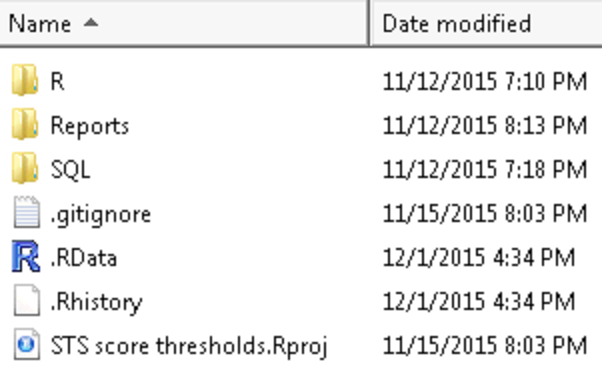 Name Date modified
R 11/12/2015 7:10 PM
Reports 11/12/2015 8:13 PM
SQL 11/12/2015 7:18 PM
.gitignore 11/15/2015 8:03 PM
.RData 12/1/2015 4:34 PM
.Rhistory 12/1/2015 4:34 PM
STS score thresholds.Rproj 11/15/2015 8:03 PM